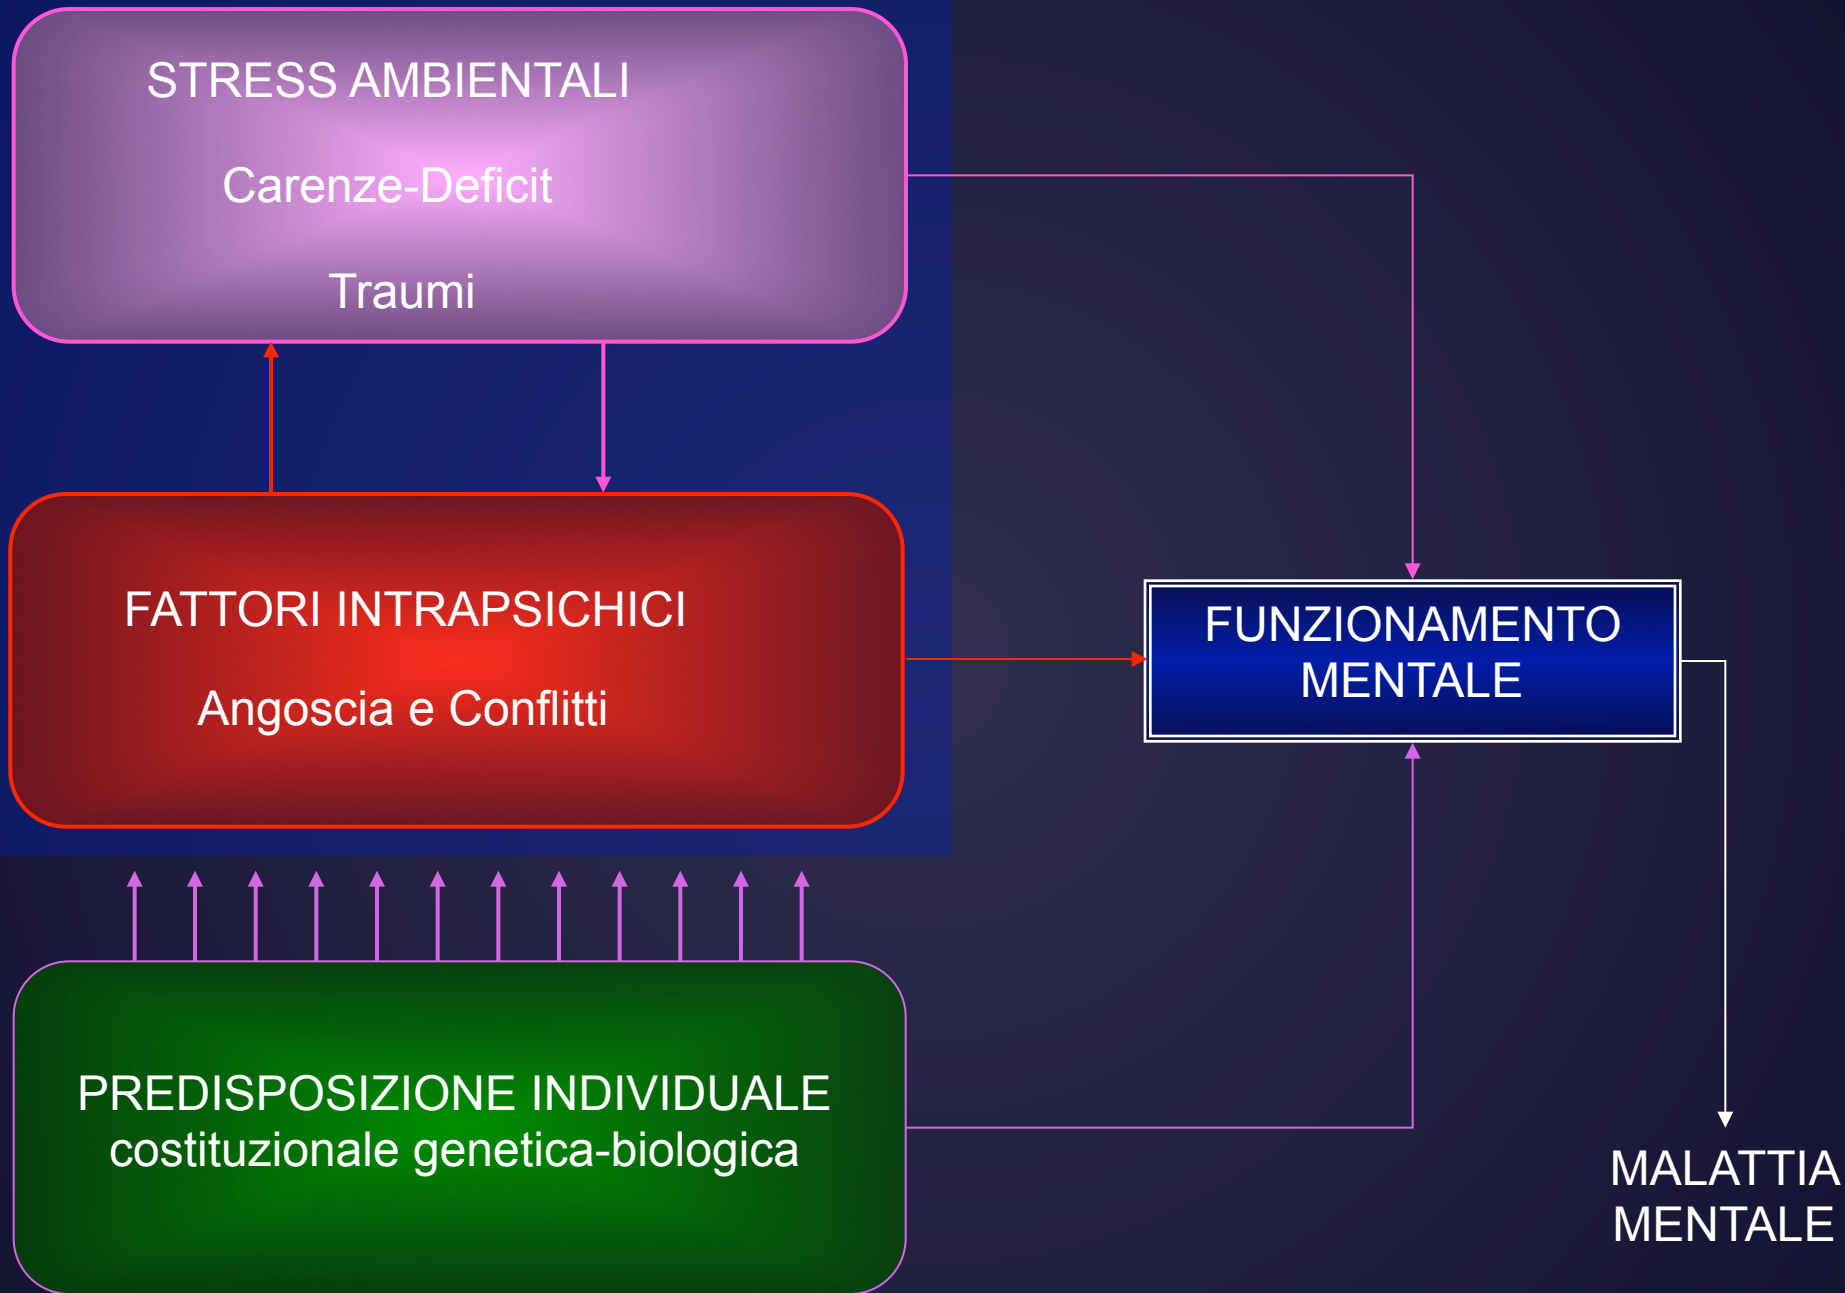 STRESS AMBIENTALI
Carenze-Deficit
Traumi
FATTORI INTRAPSICHICI
Angoscia e Conflitti
FUNZIONAMENTO
MENTALE
PREDISPOSIZIONE INDIVIDUALE
costituzionale genetica-biologica
MALATTIA
MENTALE